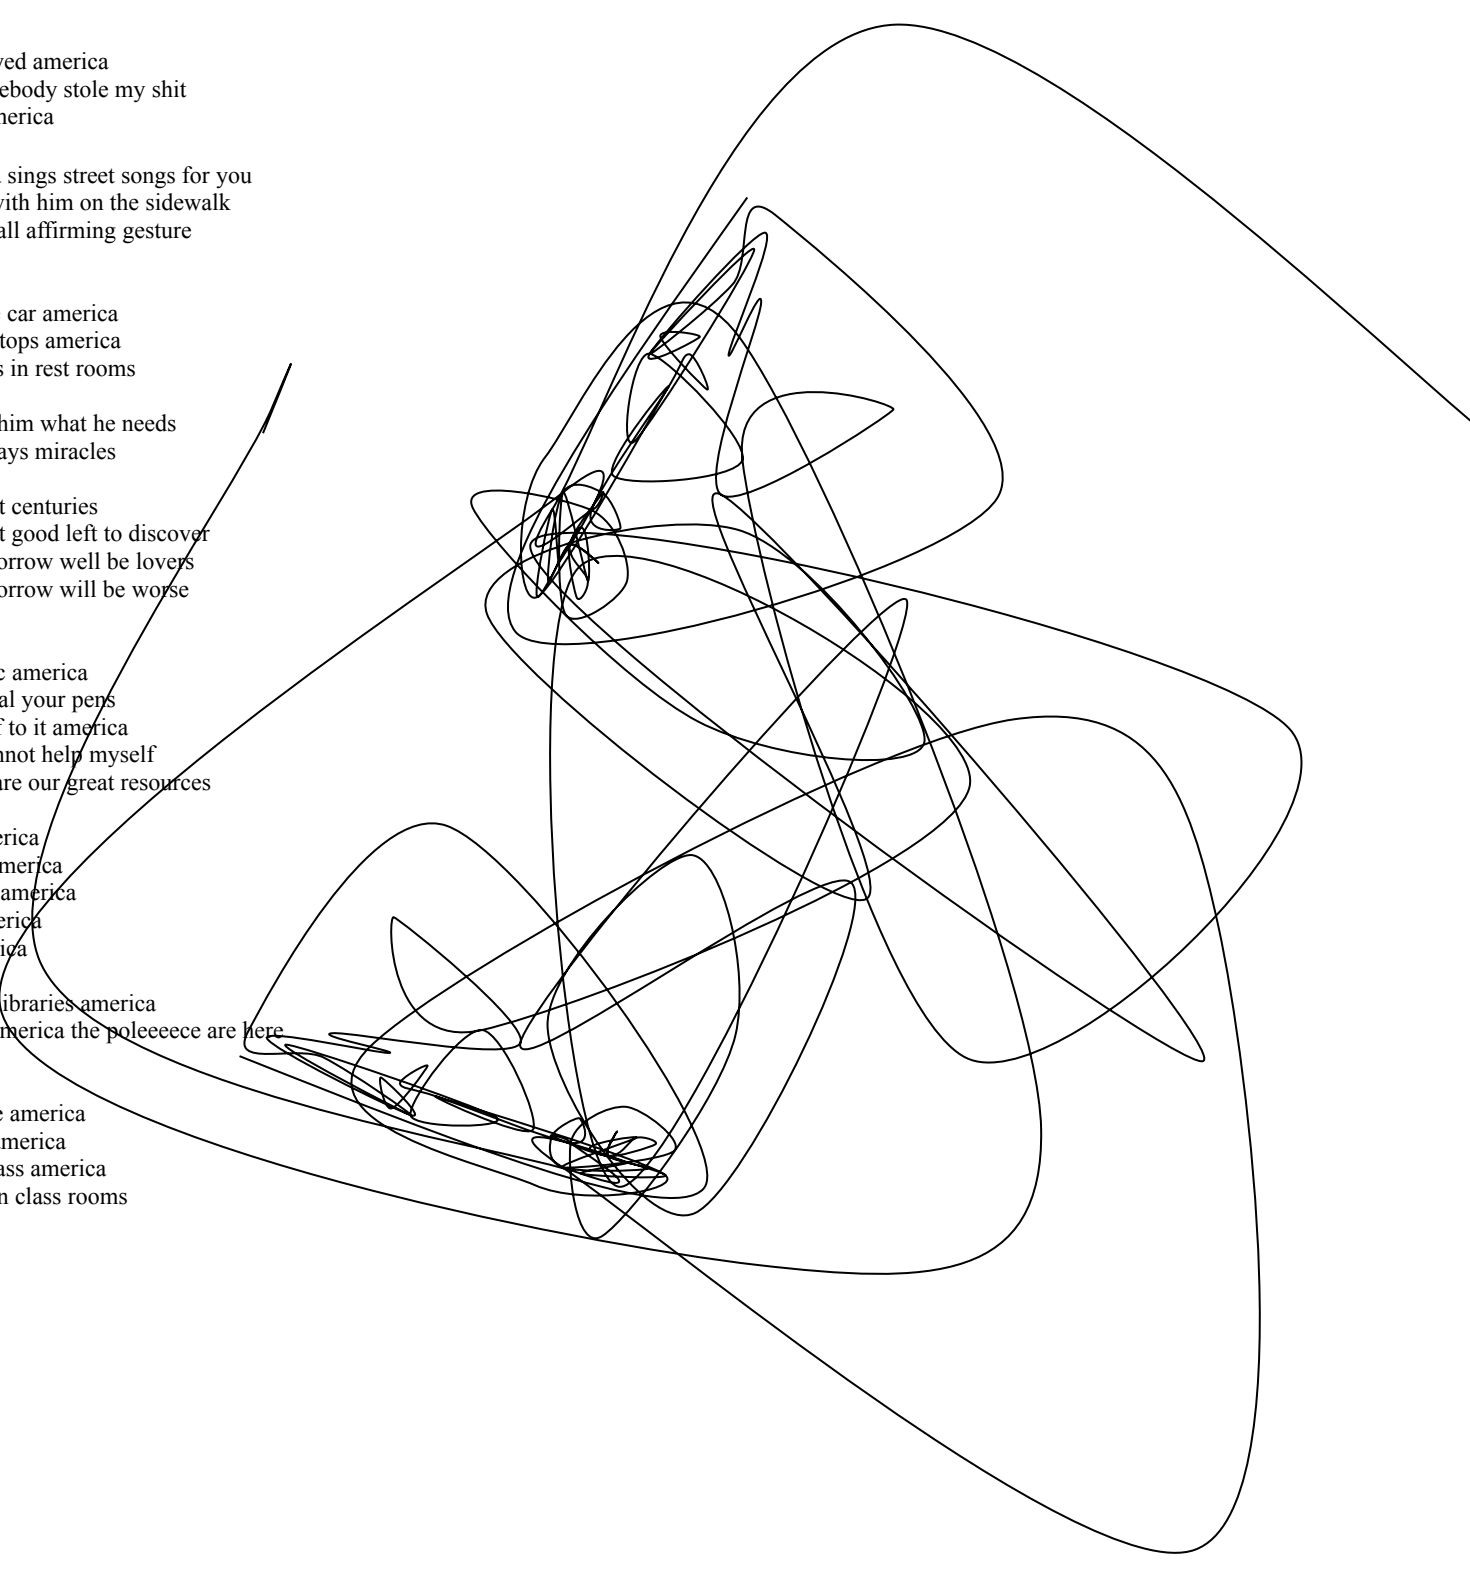 ved america
ebody stole my shit
nerica
sings street songs for you
with him on the sidewalk
all affirming gesture
car america
tops america
s in rest rooms
him what he needs
ays miracles
t centuries
t good left to discover
orrow well be lovers
orrow will be worse
c america
al your pens
f to it america
nnot help myself
are our great resources
erica
merica
america
erica
ica
libraries america
merica the poleeeece are here
e america
america
ass america
n class rooms